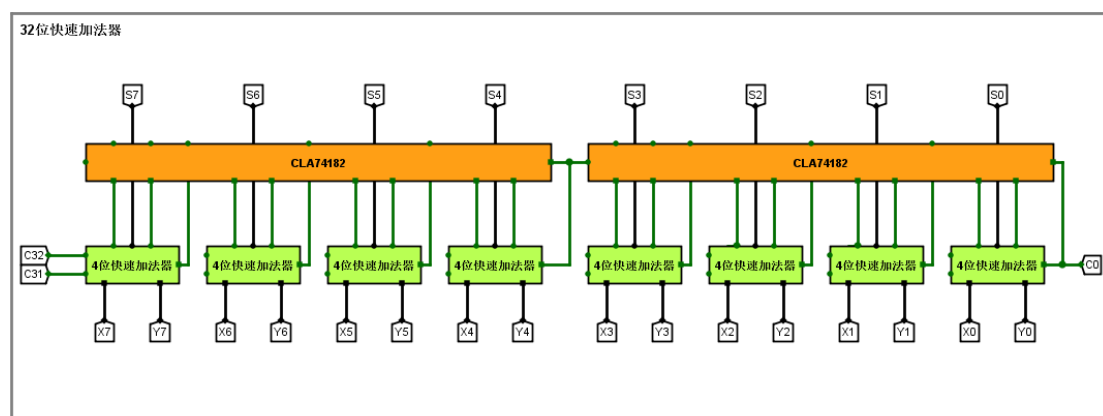 32位快速加法器
S7 S6 S5 S4 S3 S2 S1 S0
CLA74182 CLA74182
C32 4位快速加法器 4位快速加法器 4位快速加法器 4位快速加法器 4位快速加法器 4位快速加法器 4位快速加法器 4位快速加法器 C0
C31
X7 Y7 X6 Y6 X5 Y5 X4 Y4 X3 Y3 X2 Y2 X1 Y1 X0 Y0